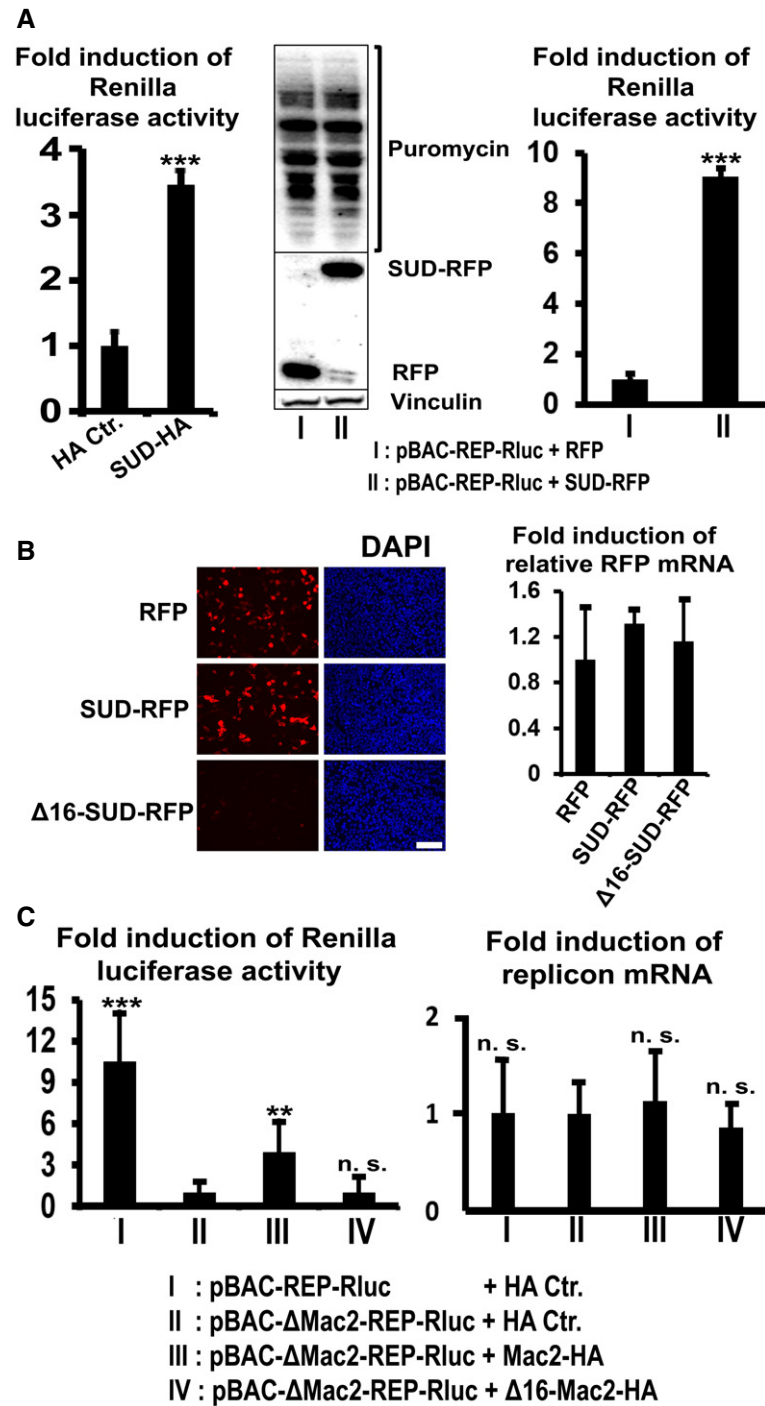 A
Fold induction of
Renilla
luciferase activity
4
3
2
1
0
***
HA Ctr.
SUD-HA
Puromycin
SUD-RFP
RFP
Vinculin
I II
Fold induction of
Renilla
luciferase activity
10
8
6
4
2
0
***
I II
I : pBAC-REP-Rluc + RFP
II : pBAC-REP-Rluc + SUD-RFP
B
DAPI
RFP
SUD-RFP
Δ16-SUD-RFP
Fold induction of
relative RFP mRNA
1.6
1.2
0.8
0.4
0
RFP
SUD-RFP
Δ16-SUD-RFP
C
Fold induction of Renilla
luciferase activity
15
12
9
6
3
0
***
**
n. s.
I II III IV
Fold induction of
replicon mRNA
2
1
0
n. s.
n. s.
n. s.
I II III IV
I : pBAC-REP-Rluc + HA Ctr.
II : pBAC-ΔMac2-REP-Rluc + HA Ctr.
III : pBAC-ΔMac2-REP-Rluc + Mac2-HA
IV : pBAC-ΔMac2-REP-Rluc + Δ16-Mac2-HA